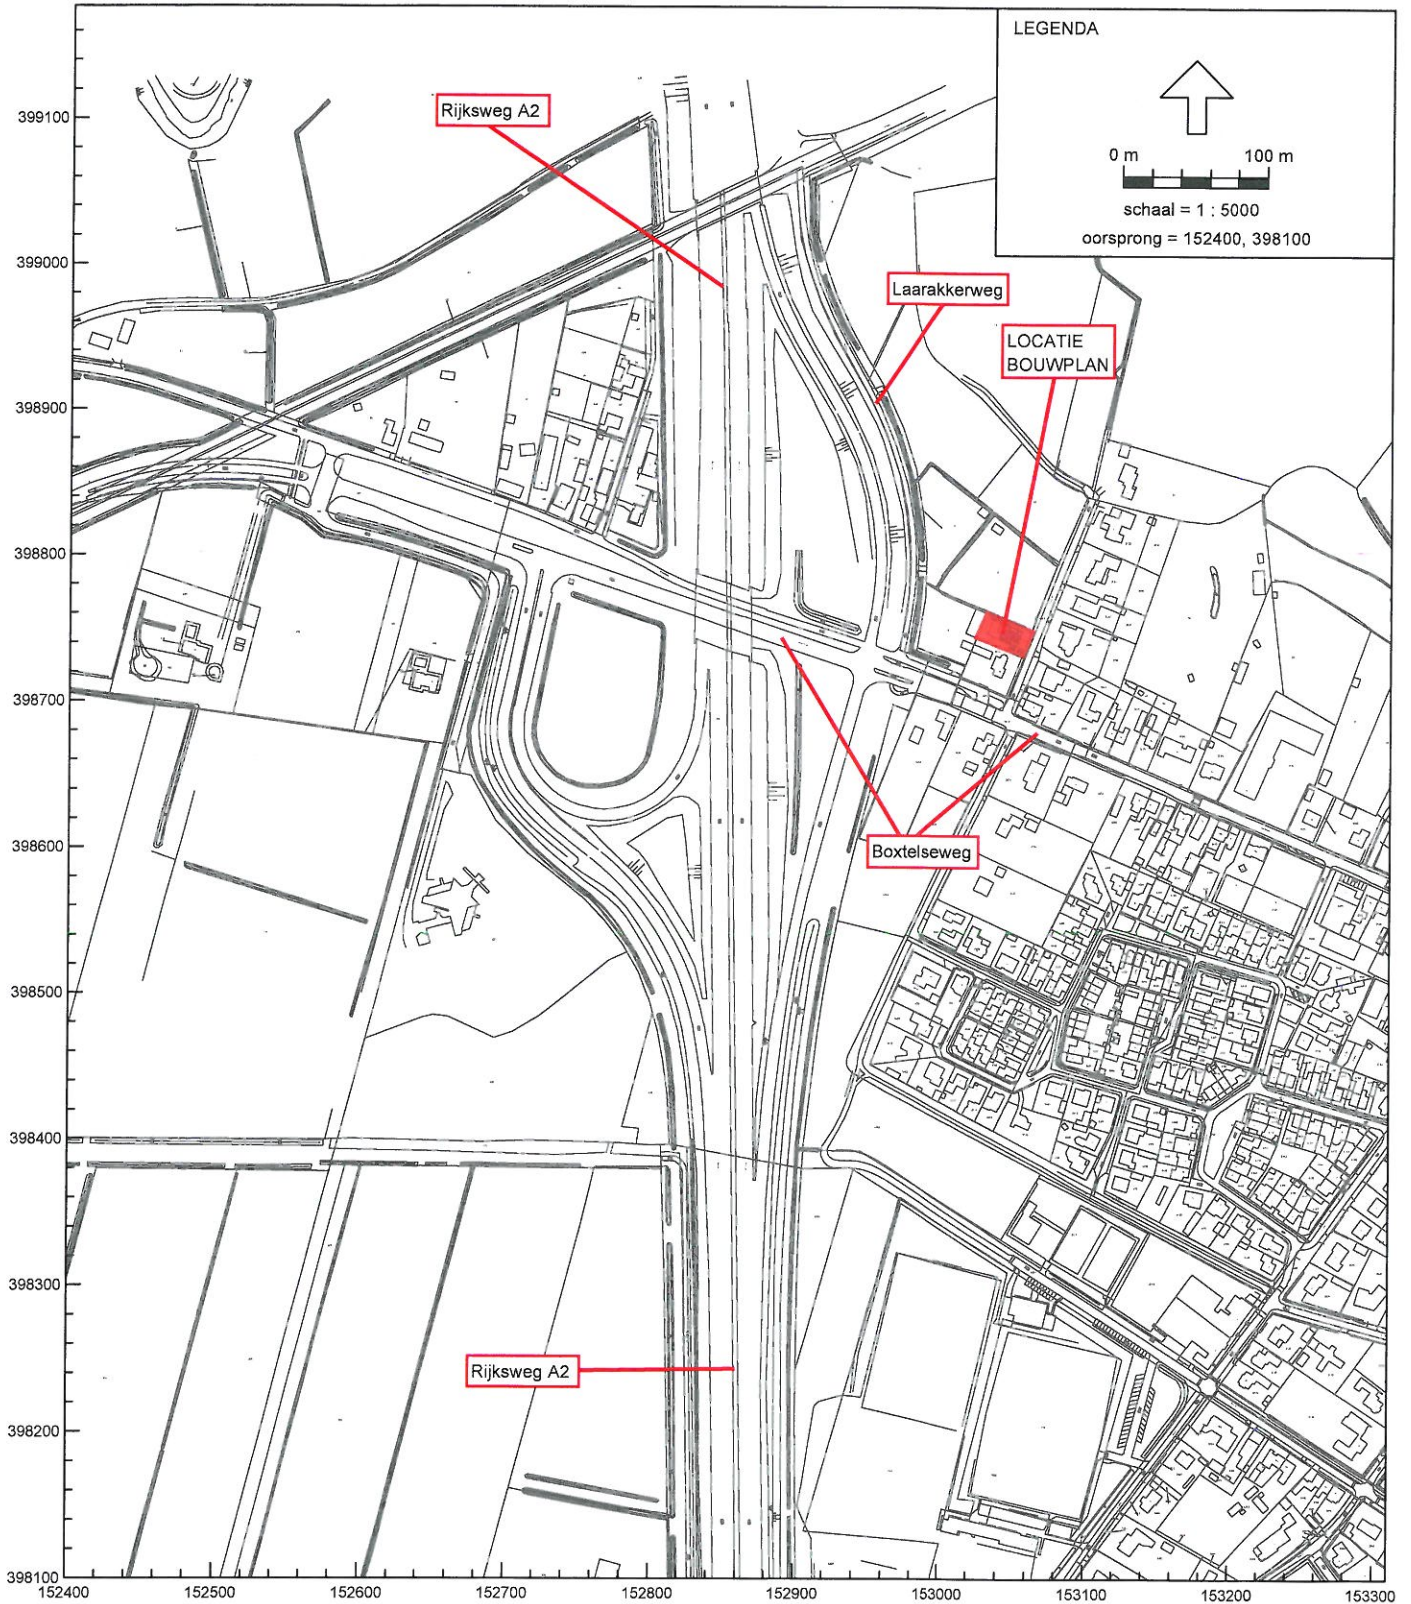 LEGENDA
0 m 100 m
schaal = 1 : 5000
oorsprong = 152400, 398100
Rijksweg A2
Laarakkerweg
LOCATIE
BOUWPLAN
Boxtelseweg
Rijksweg A2
399100
399000
398900
398800
398700
398600
398500
398400
398300
398200
398100
152400 152500 152600 152700 152800 152900 153000 153100 153200 153300